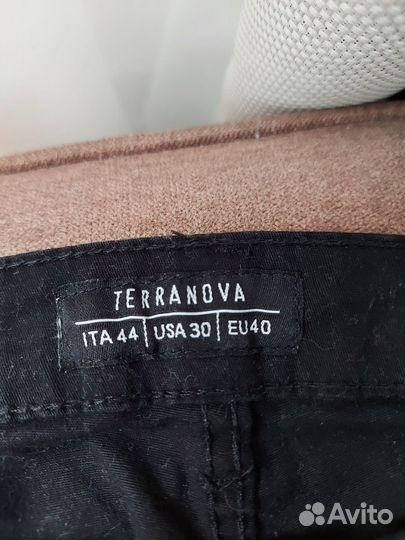 TERRANOVA
ITA 44 | USA 30 | EU40
Avito